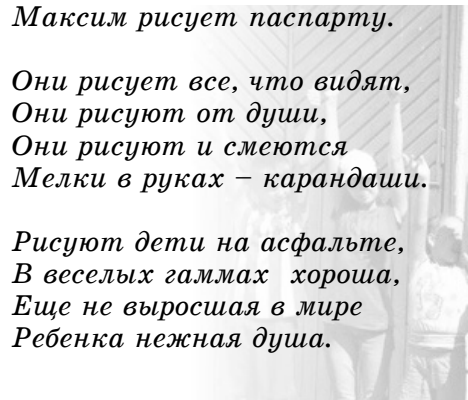 Максим рисует паспарту.

Они рисует все, что видят,
Они рисуют от души,
Они рисуют и смеются
Мелки в руках – карандаши.

Рисуют дети на асфальте,
В веселых гаммах хороша,
Еще не выросшая в мире
Ребенка нежная душа.